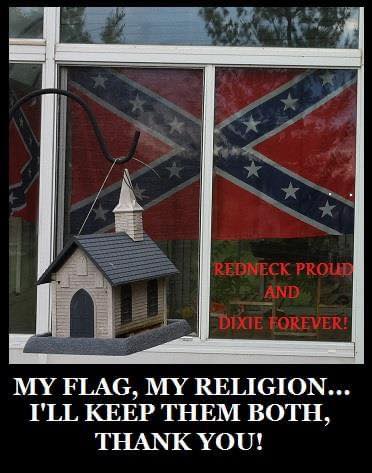 REDNECK PROUD
AND
DIXIE FOREVER!
MY FLAG, MY RELIGION...
I'LL KEEP THEM BOTH,
THANK YOU!